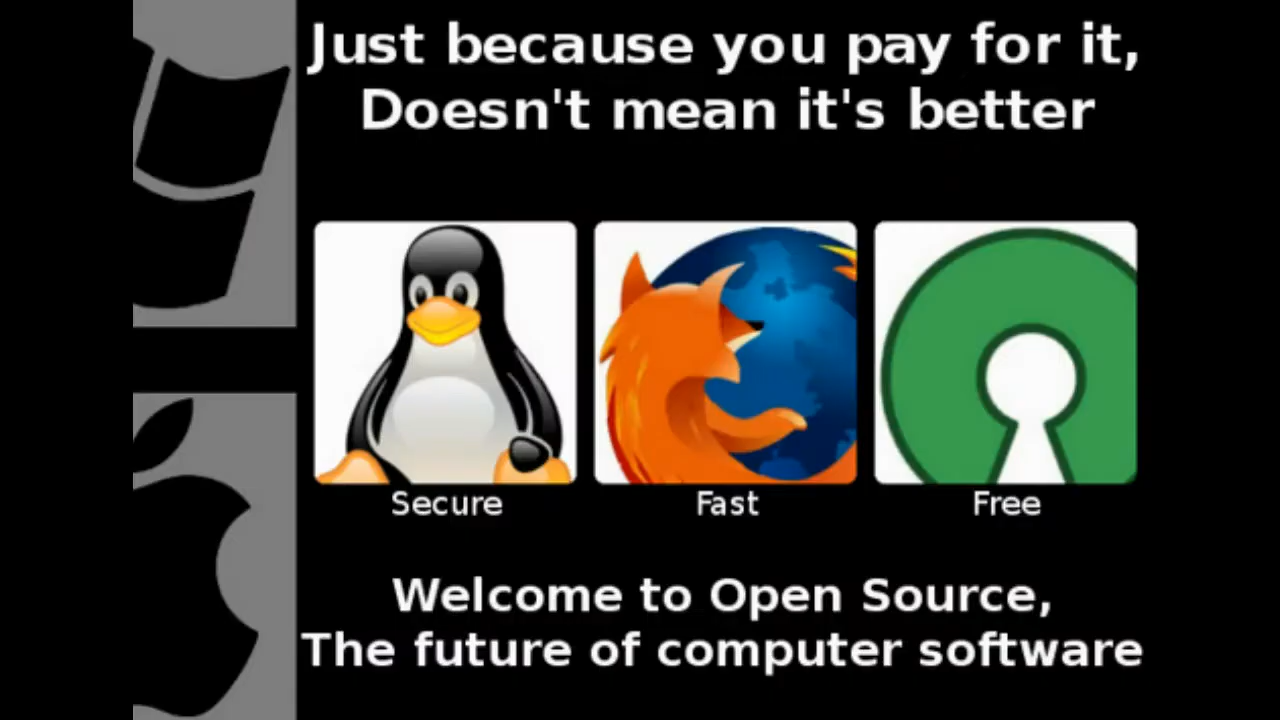 Just because you pay for it,
Doesn't mean it's better
Secure
Fast
Free
Welcome to Open Source,
The future of computer software